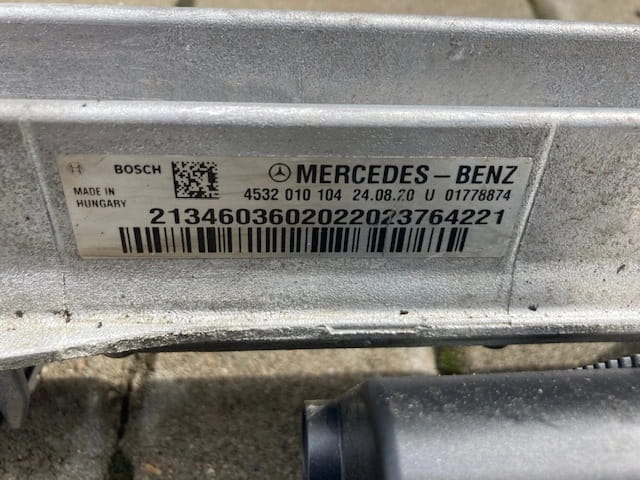 BOSCH
MERCEDES-BENZ
MADE IN
HUNGARY
4532 010 104 24.08.20 U 01778874
2134603602022023764221